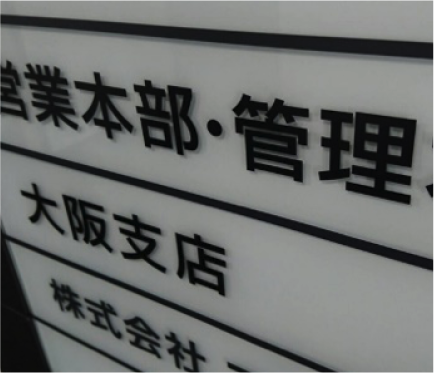 営業本部・管理
大阪支店
株式会社